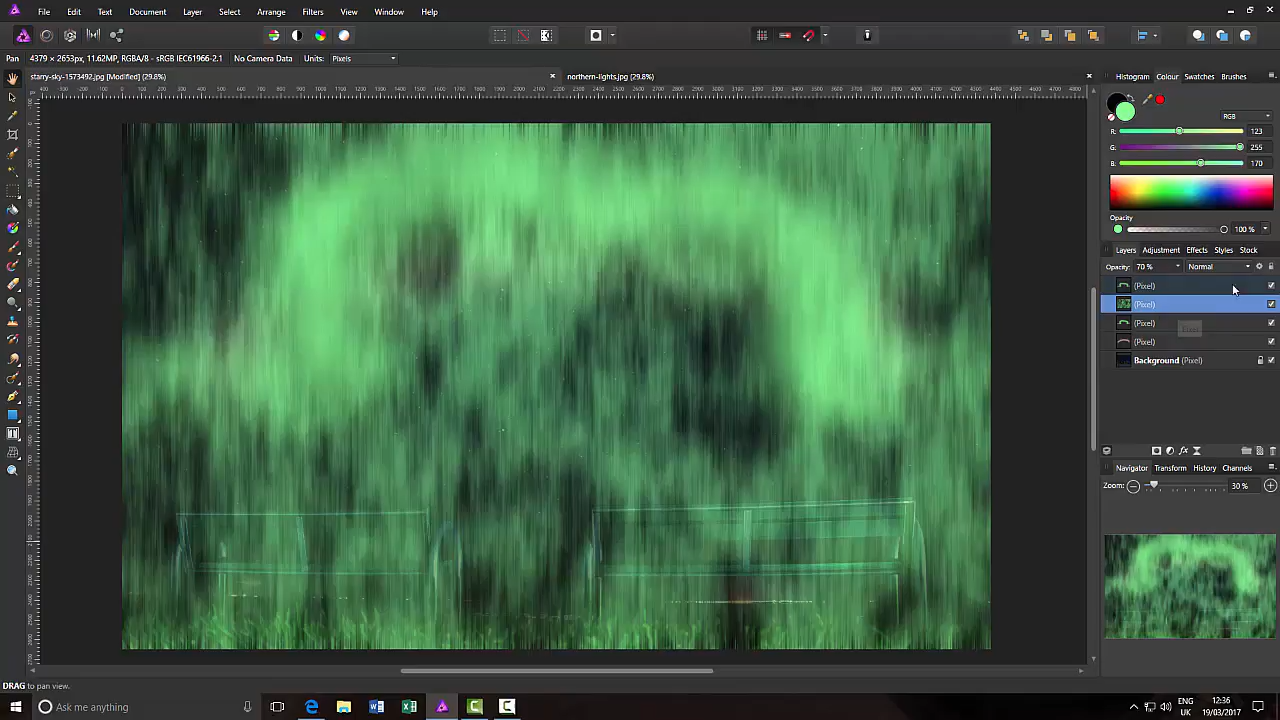 File Edit Text Document Layer Select Arrange Filters View Window Help
Pan 4379 × 2653px, 11.62MP, RGBA/8 - sRGB IEC61966-2.1 No Camera Data Units: Pixels
starry-sky-1573492.jpg [Modified] (29.8%) northern-lights.jpg (29.8%)
Histogram Colour Swatches Brushes
RGB
R: 123
G: 255
B: 170
Opacity
100 %
Layers Adjustment Effects Styles Stock
Opacity: 70 % Normal
(Pixel)
(Pixel)
(Pixel)
(Pixel)
Background (Pixel)
Navigator Transform History Channels
Zoom: 30 %
DRAG to pan view.
Ask me anything
ENG
UK
12:36
19/03/2017